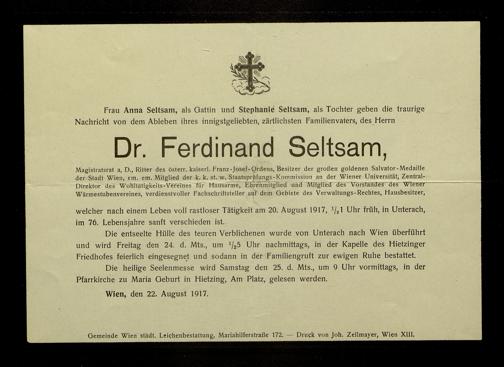 Frau Anna Seltsam, als Gattin und Stephanie Seltsam, als Tochter geben die traurige
Nachricht von dem Ableben ihres innigstgeliebten, zärtlichsten Familienvaters, des Herrn
Dr. Ferdinand Seltsam,
Magistratsrat a. D., Ritter des österr. kaiserl. Franz-Josef-Ordens, Besitzer der großen goldenen Salvator-Medaille
der Stadt Wien, em. em. Mitglied der k. k. st. w. Staatsprüfungs-Kommission an der Wiener Universität, Zentral-
Direktor des Wohltätigkeits-Vereines für Hausarme, Ehrenmitglied und Mitglied des Vorstandes des Wiener
Wärmestubenvereines, verdienstvoller Fachschriftsteller auf dem Gebiete des Verwaltungs-Rechtes, Hausbesitzer,
welcher nach einem Leben voll rastloser Tätigkeit am 20. August 1917, ½1 Uhr früh, in Unterach,
im 76. Lebensjahre sanft verschieden ist.
Die entseelte Hülle des teuren Verblichenen wurde von Unterach nach Wien überführt
und wird Freitag den 24. d. Mts., um ½5 Uhr nachmittags, in der Kapelle des Hietzinger
Friedhofes feierlich eingesegnet und sodann in der Familiengruft zur ewigen Ruhe bestattet.
Die heilige Seelenmesse wird Samstag den 25. d. Mts., um 9 Uhr vormittags, in der
Pfarrkirche zu Maria Geburt in Hietzing, Am Platz, gelesen werden.
Wien, den 22. August 1917.
Gemeinde Wien städt. Leichenbestattung, Mariahilferstraße 172. — Druck von Joh. Zeilmayer, Wien XIII.